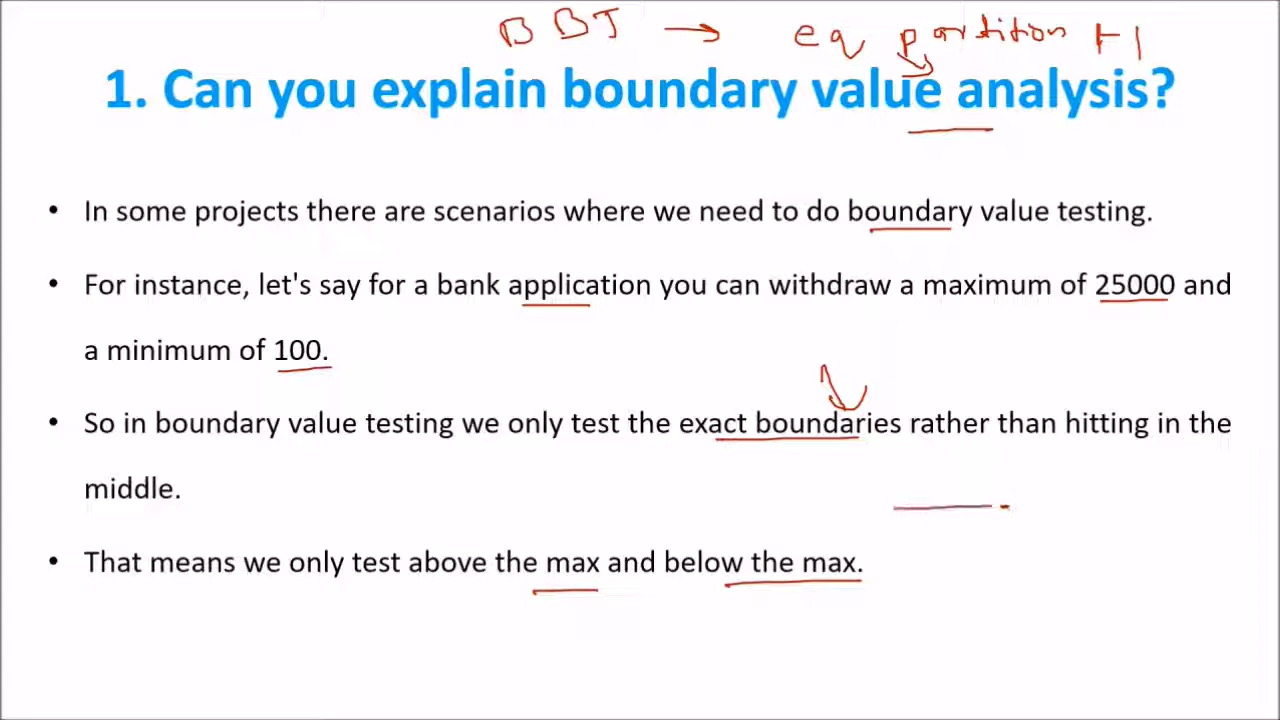 BBT → eq partition
1. Can you explain boundary value analysis?
• In some projects there are scenarios where we need to do boundary value testing.
• For instance, let's say for a bank application you can withdraw a maximum of 25000 and
a minimum of 100.
• So in boundary value testing we only test the exact boundaries rather than hitting in the
middle.
• That means we only test above the max and below the max.